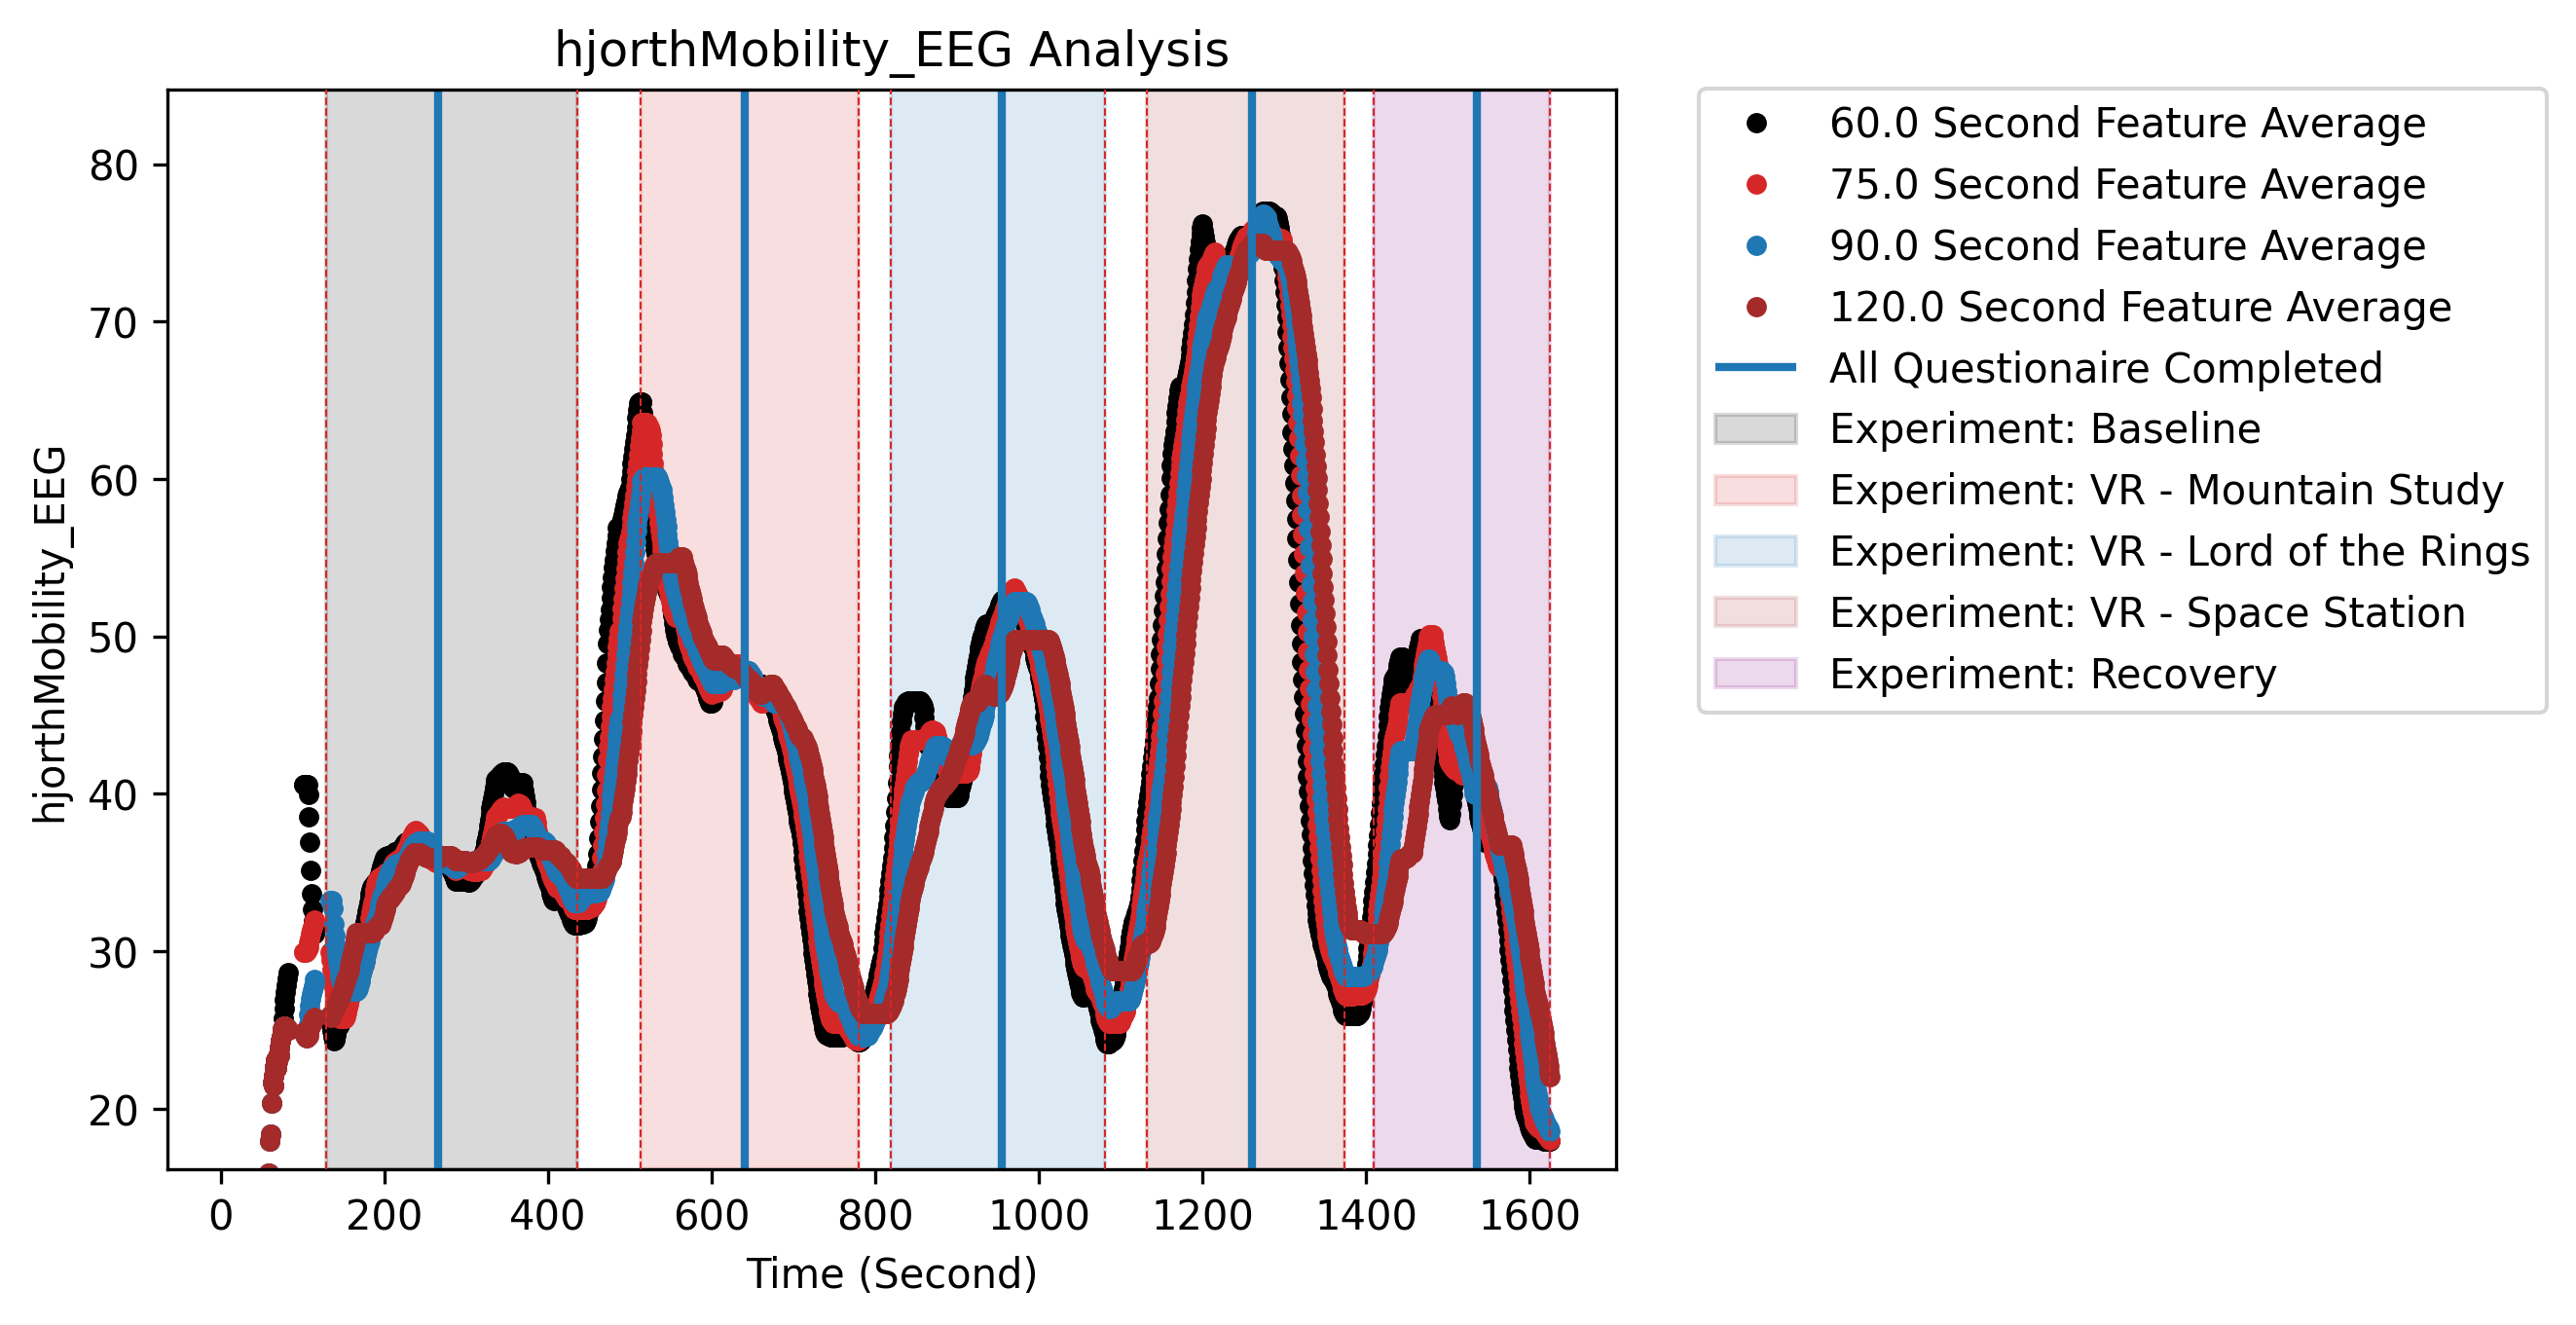 hjorthMobility_EEG Analysis
hjorthMobility_EEG
80
70
60
50
40
30
20
0 200 400 600 800 1000 1200 1400 1600
Time (Second)
60.0 Second Feature Average
75.0 Second Feature Average
90.0 Second Feature Average
120.0 Second Feature Average
All Questionaire Completed
Experiment: Baseline
Experiment: VR - Mountain Study
Experiment: VR - Lord of the Rings
Experiment: VR - Space Station
Experiment: Recovery